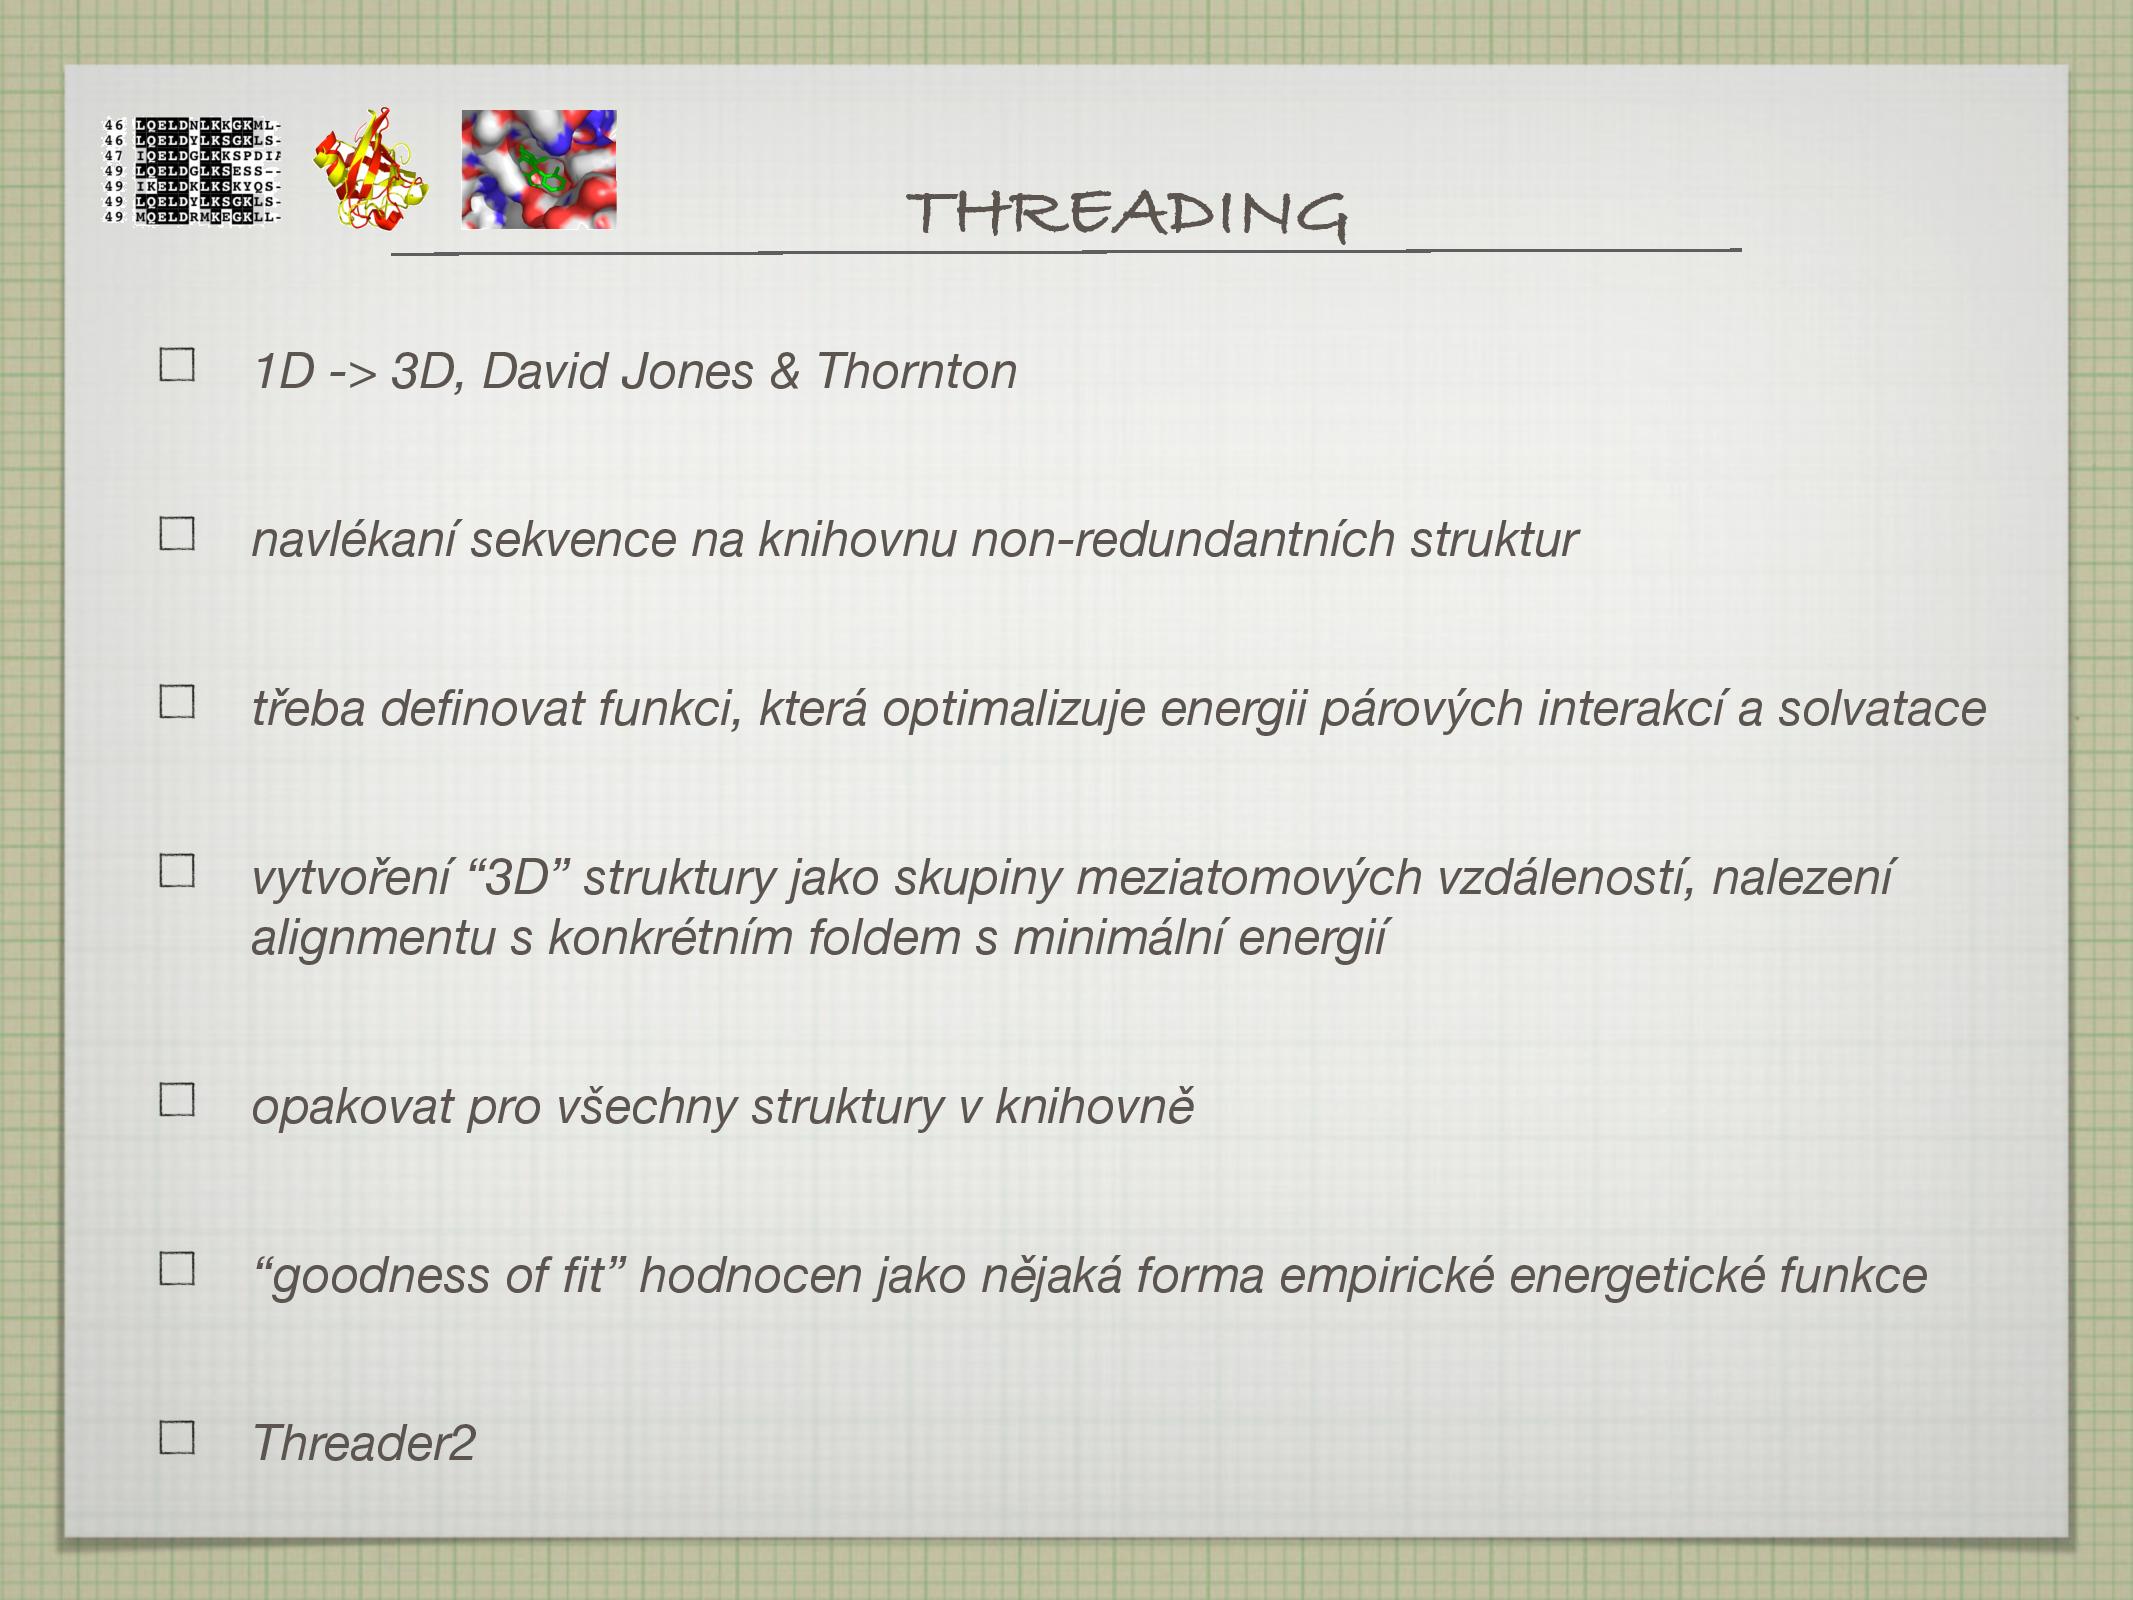 46 LQELDNLKKGKML-
46 LQELDYLKSGKLS-
47 IQELDGLKKSPDIA
49 LQELDGLKSESS--
49 IKELDKLKSKYQS-
49 LQELDYLKSGKLS-
49 MQELDRMKEGKLL-
THREADING
1D -> 3D, David Jones & Thornton
navlékaní sekvence na knihovnu non-redundantních struktur
třeba definovat funkci, která optimalizuje energii párových interakcí a solvatace
vytvoření “3D” struktury jako skupiny meziatomových vzdáleností, nalezení
alignmentu s konkrétním foldem s minimální energií
opakovat pro všechny struktury v knihovně
“goodness of fit” hodnocen jako nějaká forma empirické energetické funkce
Threader2